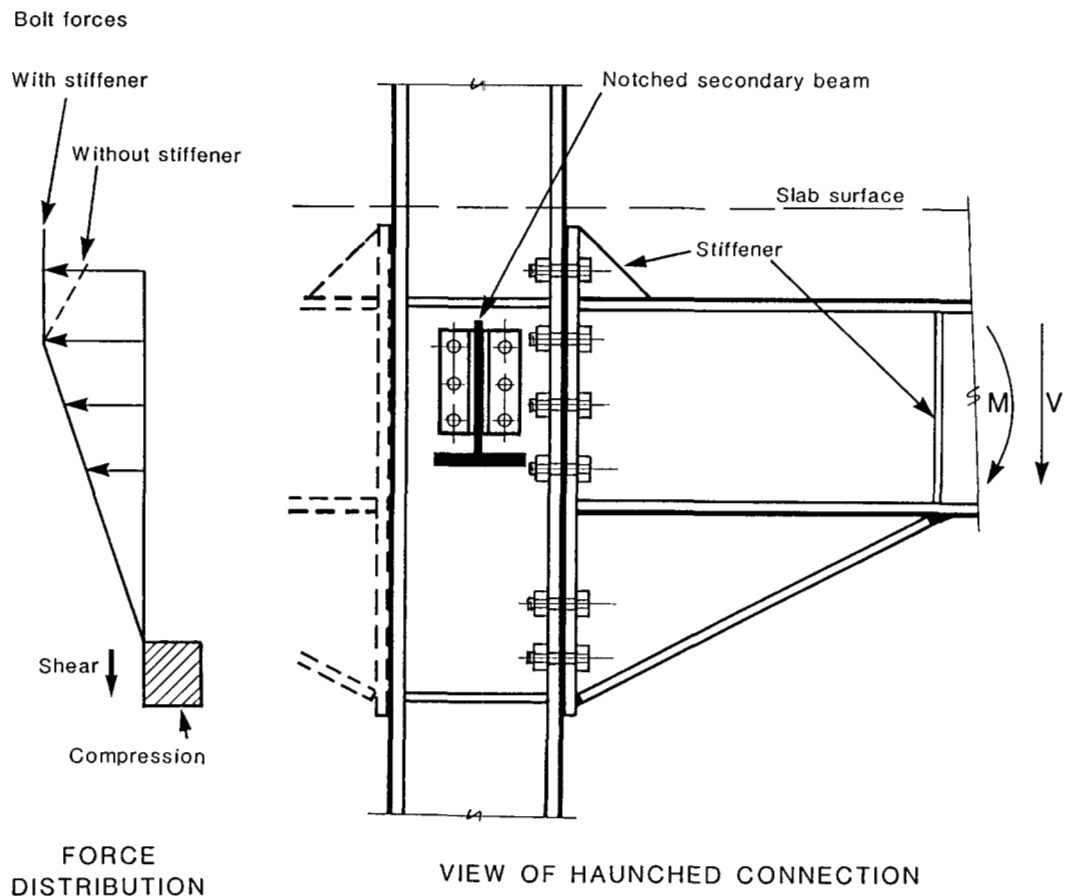 Bolt forces
With stiffener
Without stiffener
Notched secondary beam
Slab surface
Stiffener
M
V
Shear
Compression
FORCE
DISTRIBUTION
VIEW OF HAUNCHED CONNECTION